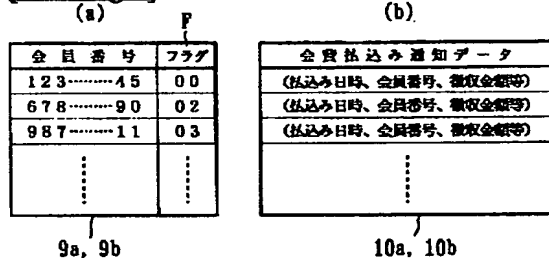 (a)
(b)
F
会員番号 フラグ
123………45 00
678………90 02
987………11 03
会費払込み通知データ
(払込み日時、会員番号、徴収金額等)
(払込み日時、会員番号、徴収金額等)
(払込み日時、会員番号、徴収金額等)
9a, 9b
10a, 10b